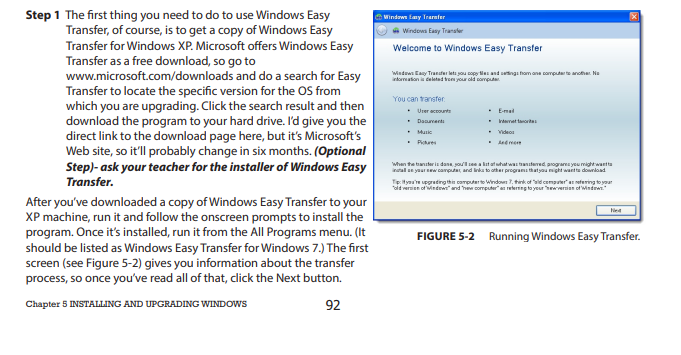 Step 1 The first thing you need to do to use Windows Easy
Transfer, of course, is to get a copy of Windows Easy
Transfer for Windows XP. Microsoft offers Windows Easy
Transfer as a free download, so go to
www.microsoft.com/downloads and do a search for Easy
Transfer to locate the specific version for the OS from
which you are upgrading. Click the search result and then
download the program to your hard drive. I'd give you the
direct link to the download page here, but it's Microsoft's
Web site, so it'll probably change in six months. (Optional
Step)- ask your teacher for the installer of Windows Easy
Transfer.
After you've downloaded a copy of Windows Easy Transfer to your
XP machine, run it and follow the onscreen prompts to install the
program. Once it's installed, run it from the All Programs menu. (It
should be listed as Windows Easy Transfer for Windows 7.) The first
screen (see Figure 5-2) gives you information about the transfer
process, so once you've read all of that, click the Next button.
Windows Easy Transfer
Windows Easy Transfer
Welcome to Windows Easy Transfer
Windows Easy Transfer lets you copy files and settings from one computer to another. No
information is deleted from your old computer.
You can transfer:
• User accounts
• Documents
• Music
• Pictures
• E-mail
• Internet favorites
• Videos
• And more
When the transfer is done, you'll see a list of what was transferred, programs you might want to
install on your new computer, and links to other programs that you might want to download.
Tip: If you're upgrading this computer to Windows 7, think of "old computer" as referring to your
"old version of Windows" and "new computer" as referring to your "new version of Windows."
Next
FIGURE 5-2 Running Windows Easy Transfer.
Chapter 5 INSTALLING AND UPGRADING WINDOWS
92